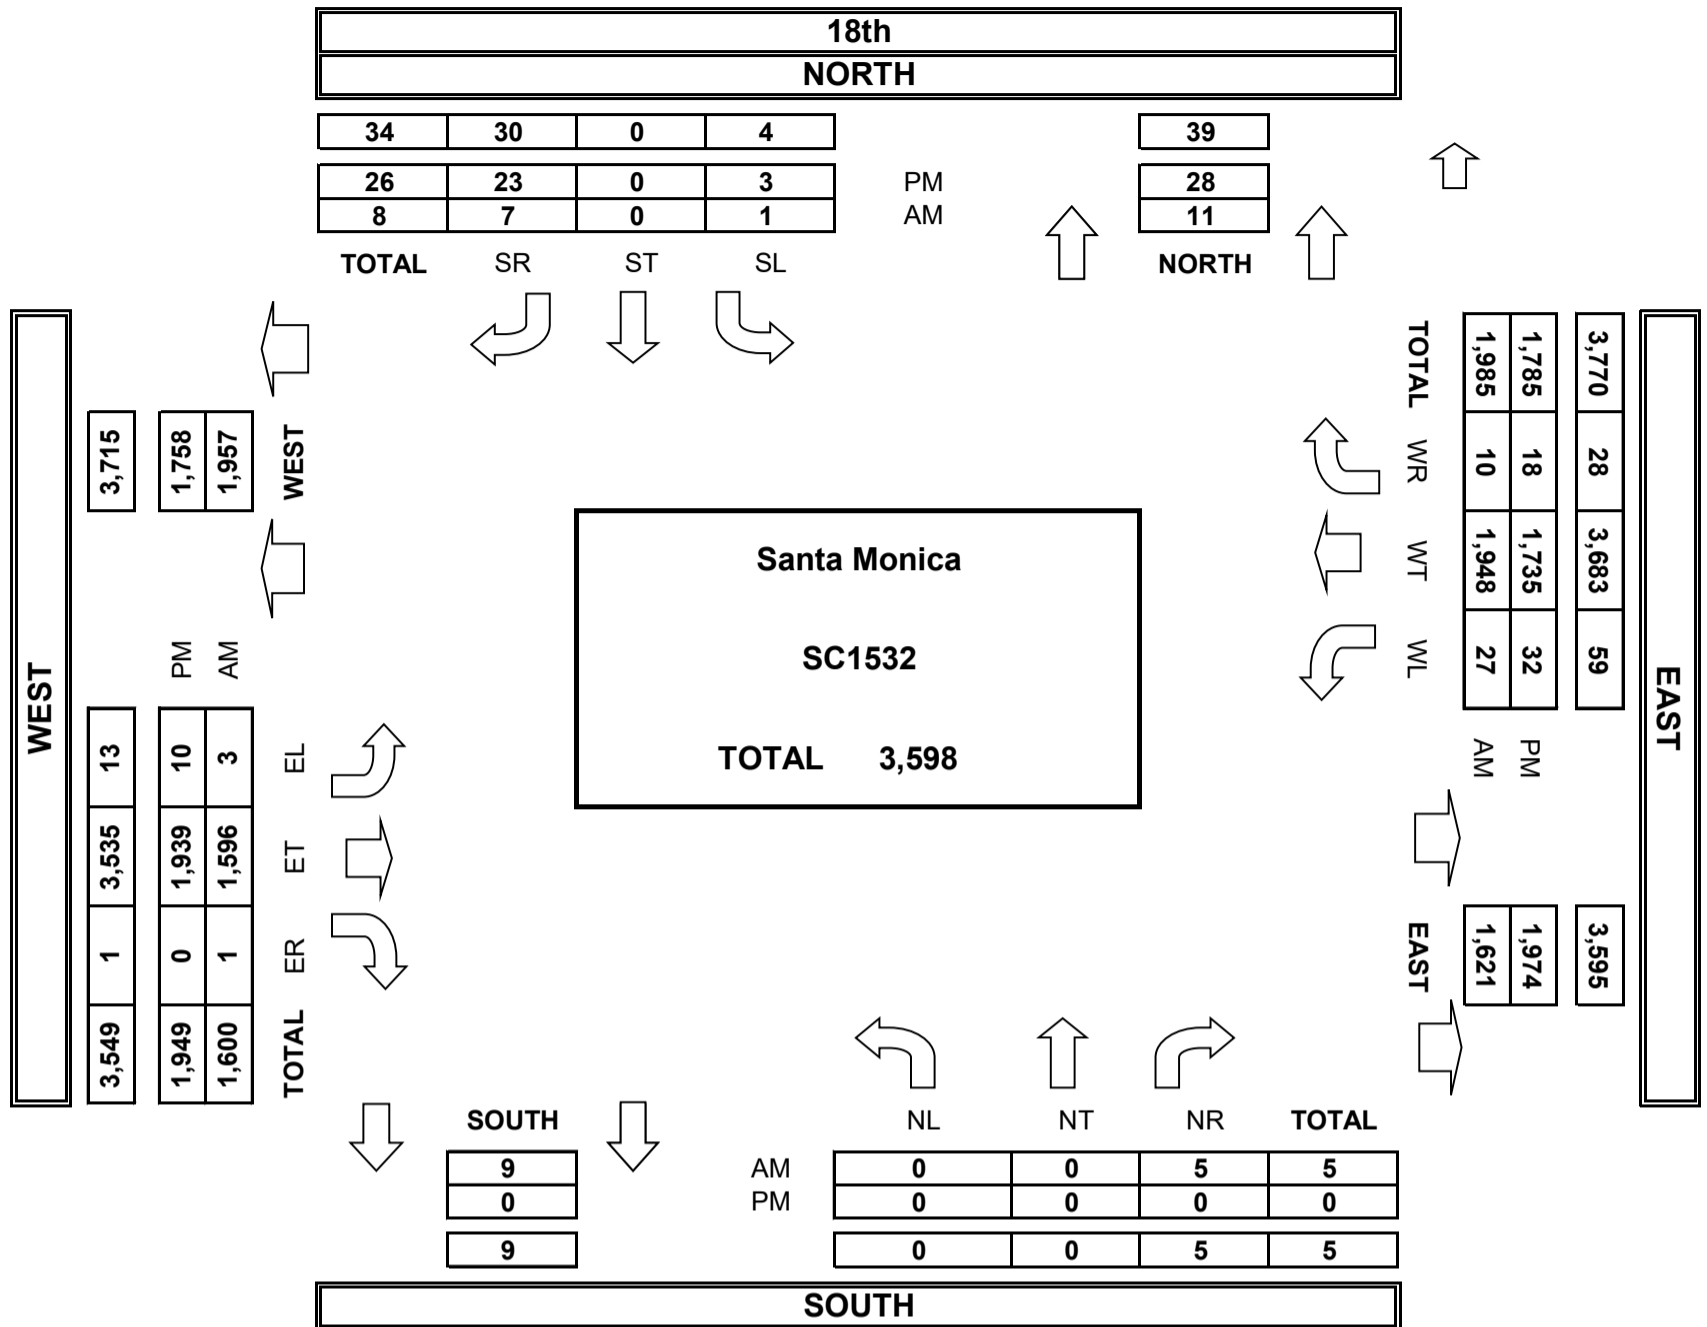 18th
NORTH
34 30 0 4
39
26 23 0 3 PM 28
8 7 0 1 AM 11
TOTAL SR ST SL NORTH
WEST
3,715
1,758
1,957
WEST
PM
AM
13 3,535 1 3,549
10 1,939 0 1,949
3 1,596 1 1,600
EL ET ER TOTAL
Santa Monica
SC1532
TOTAL 3,598
TOTAL WR WT WL
1,985 10 1,948 27 AM
1,785 18 1,735 32 PM
3,770 28 3,683 59
EAST
EAST
1,621
1,974
3,595
SOUTH NL NT NR TOTAL
9 AM 0 0 5 5
0 PM 0 0 0 0
9 0 0 5 5
SOUTH